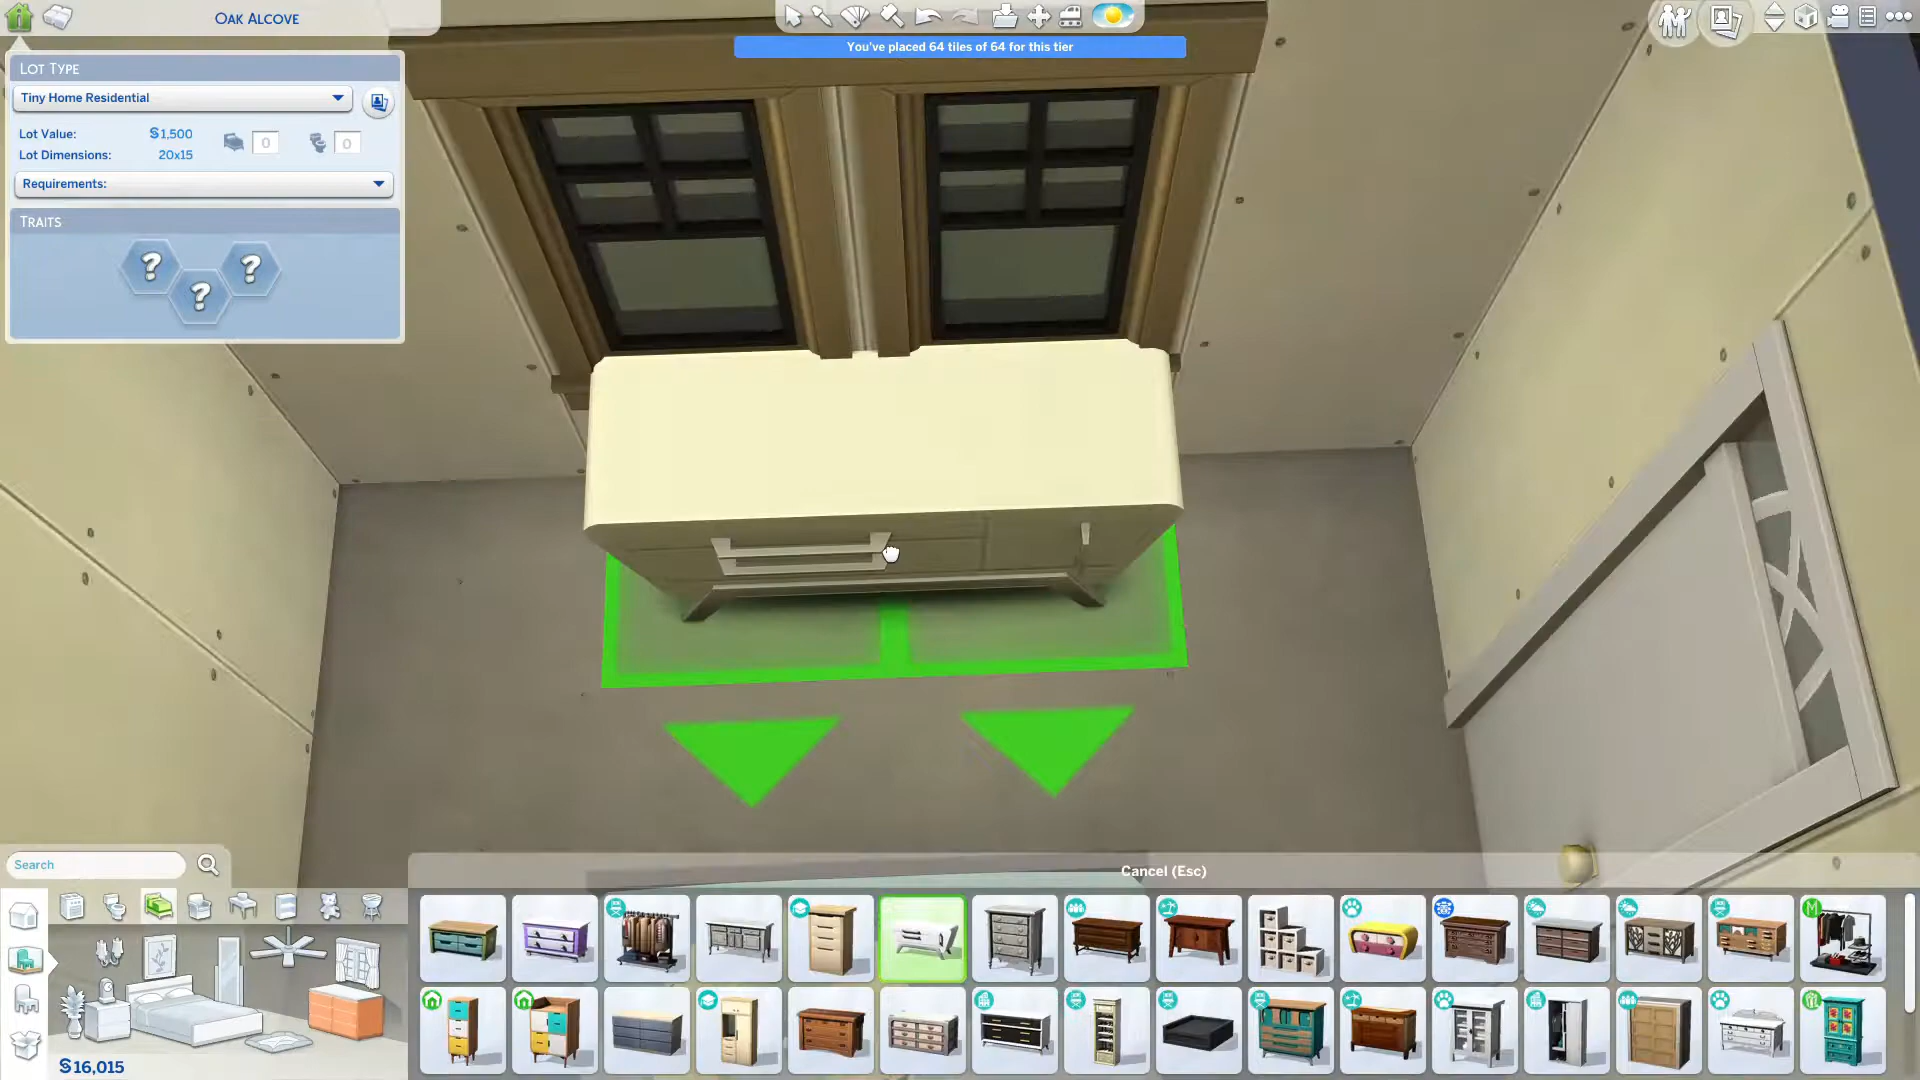 Oak Alcove
You've placed 64 tiles of 64 for this tier
Lot Type
Tiny Home Residential
Lot Value: §1,500
0
0
Lot Dimensions: 20x15
Requirements:
Traits
? ? ?
Search
Cancel (Esc)
M
§16,015